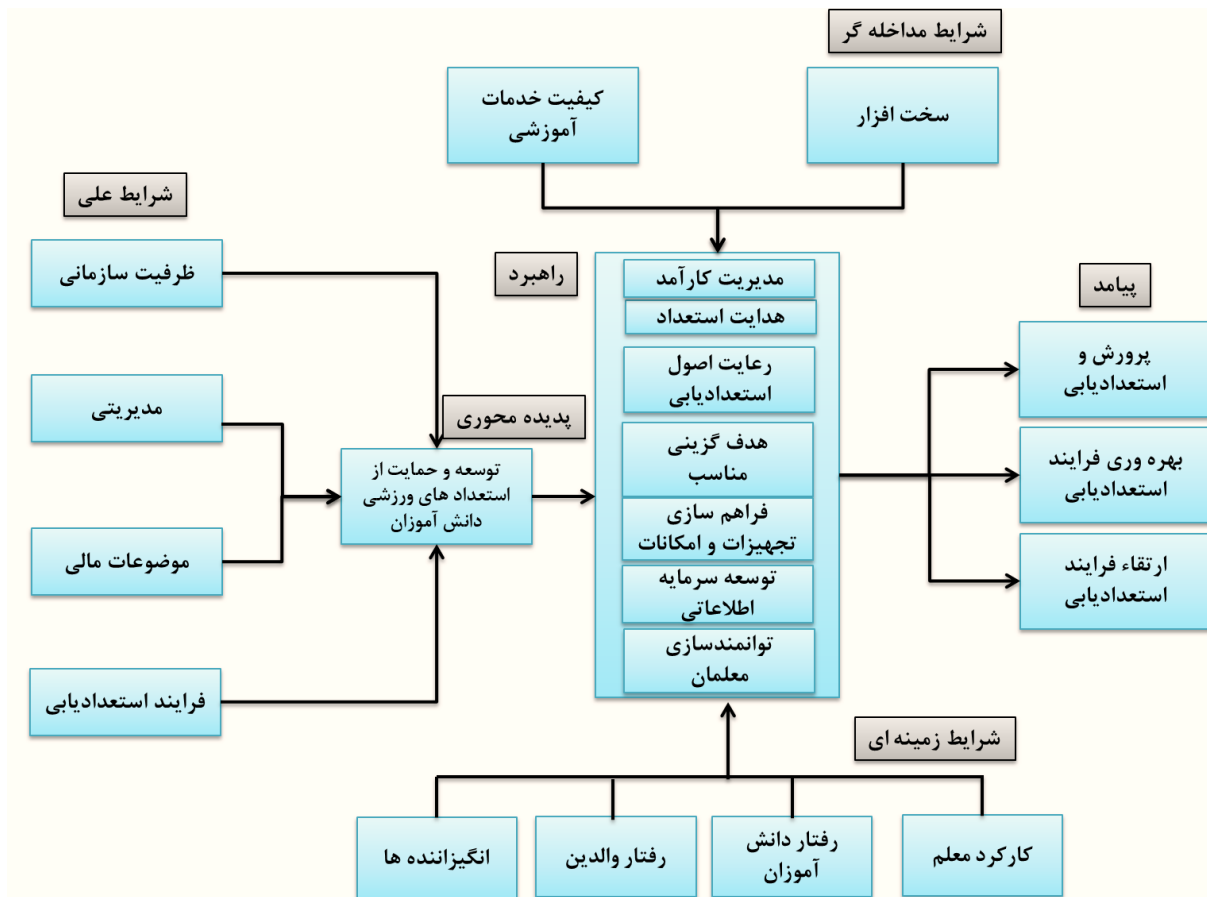 شرایط مداخله گر
سخت افزار
کیفیت خدمات
آموزشی
شرایط علی
ظرفیت سازمانی
مدیریتی
موضوعات مالی
فرایند استعدادیابی
پدیده محوری
توسعه و حمایت از
استعداد های ورزشی
دانش آموزان
راهبرد
مدیریت کارآمد
هدایت استعداد
رعایت اصول
استعدادیابی
هدف گزینی
مناسب
فراهم سازی
تجهیزات و امکانات
توسعه سرمایه
اطلاعاتی
توانمندسازی
معلمان
پیامد
پرورش و
استعدادیابی
بهره وری فرایند
استعدادیابی
ارتقاء فرایند
استعدادیابی
شرایط زمینه ای
کارکرد معلم
رفتار دانش
آموزان
رفتار والدین
انگیزاننده ها